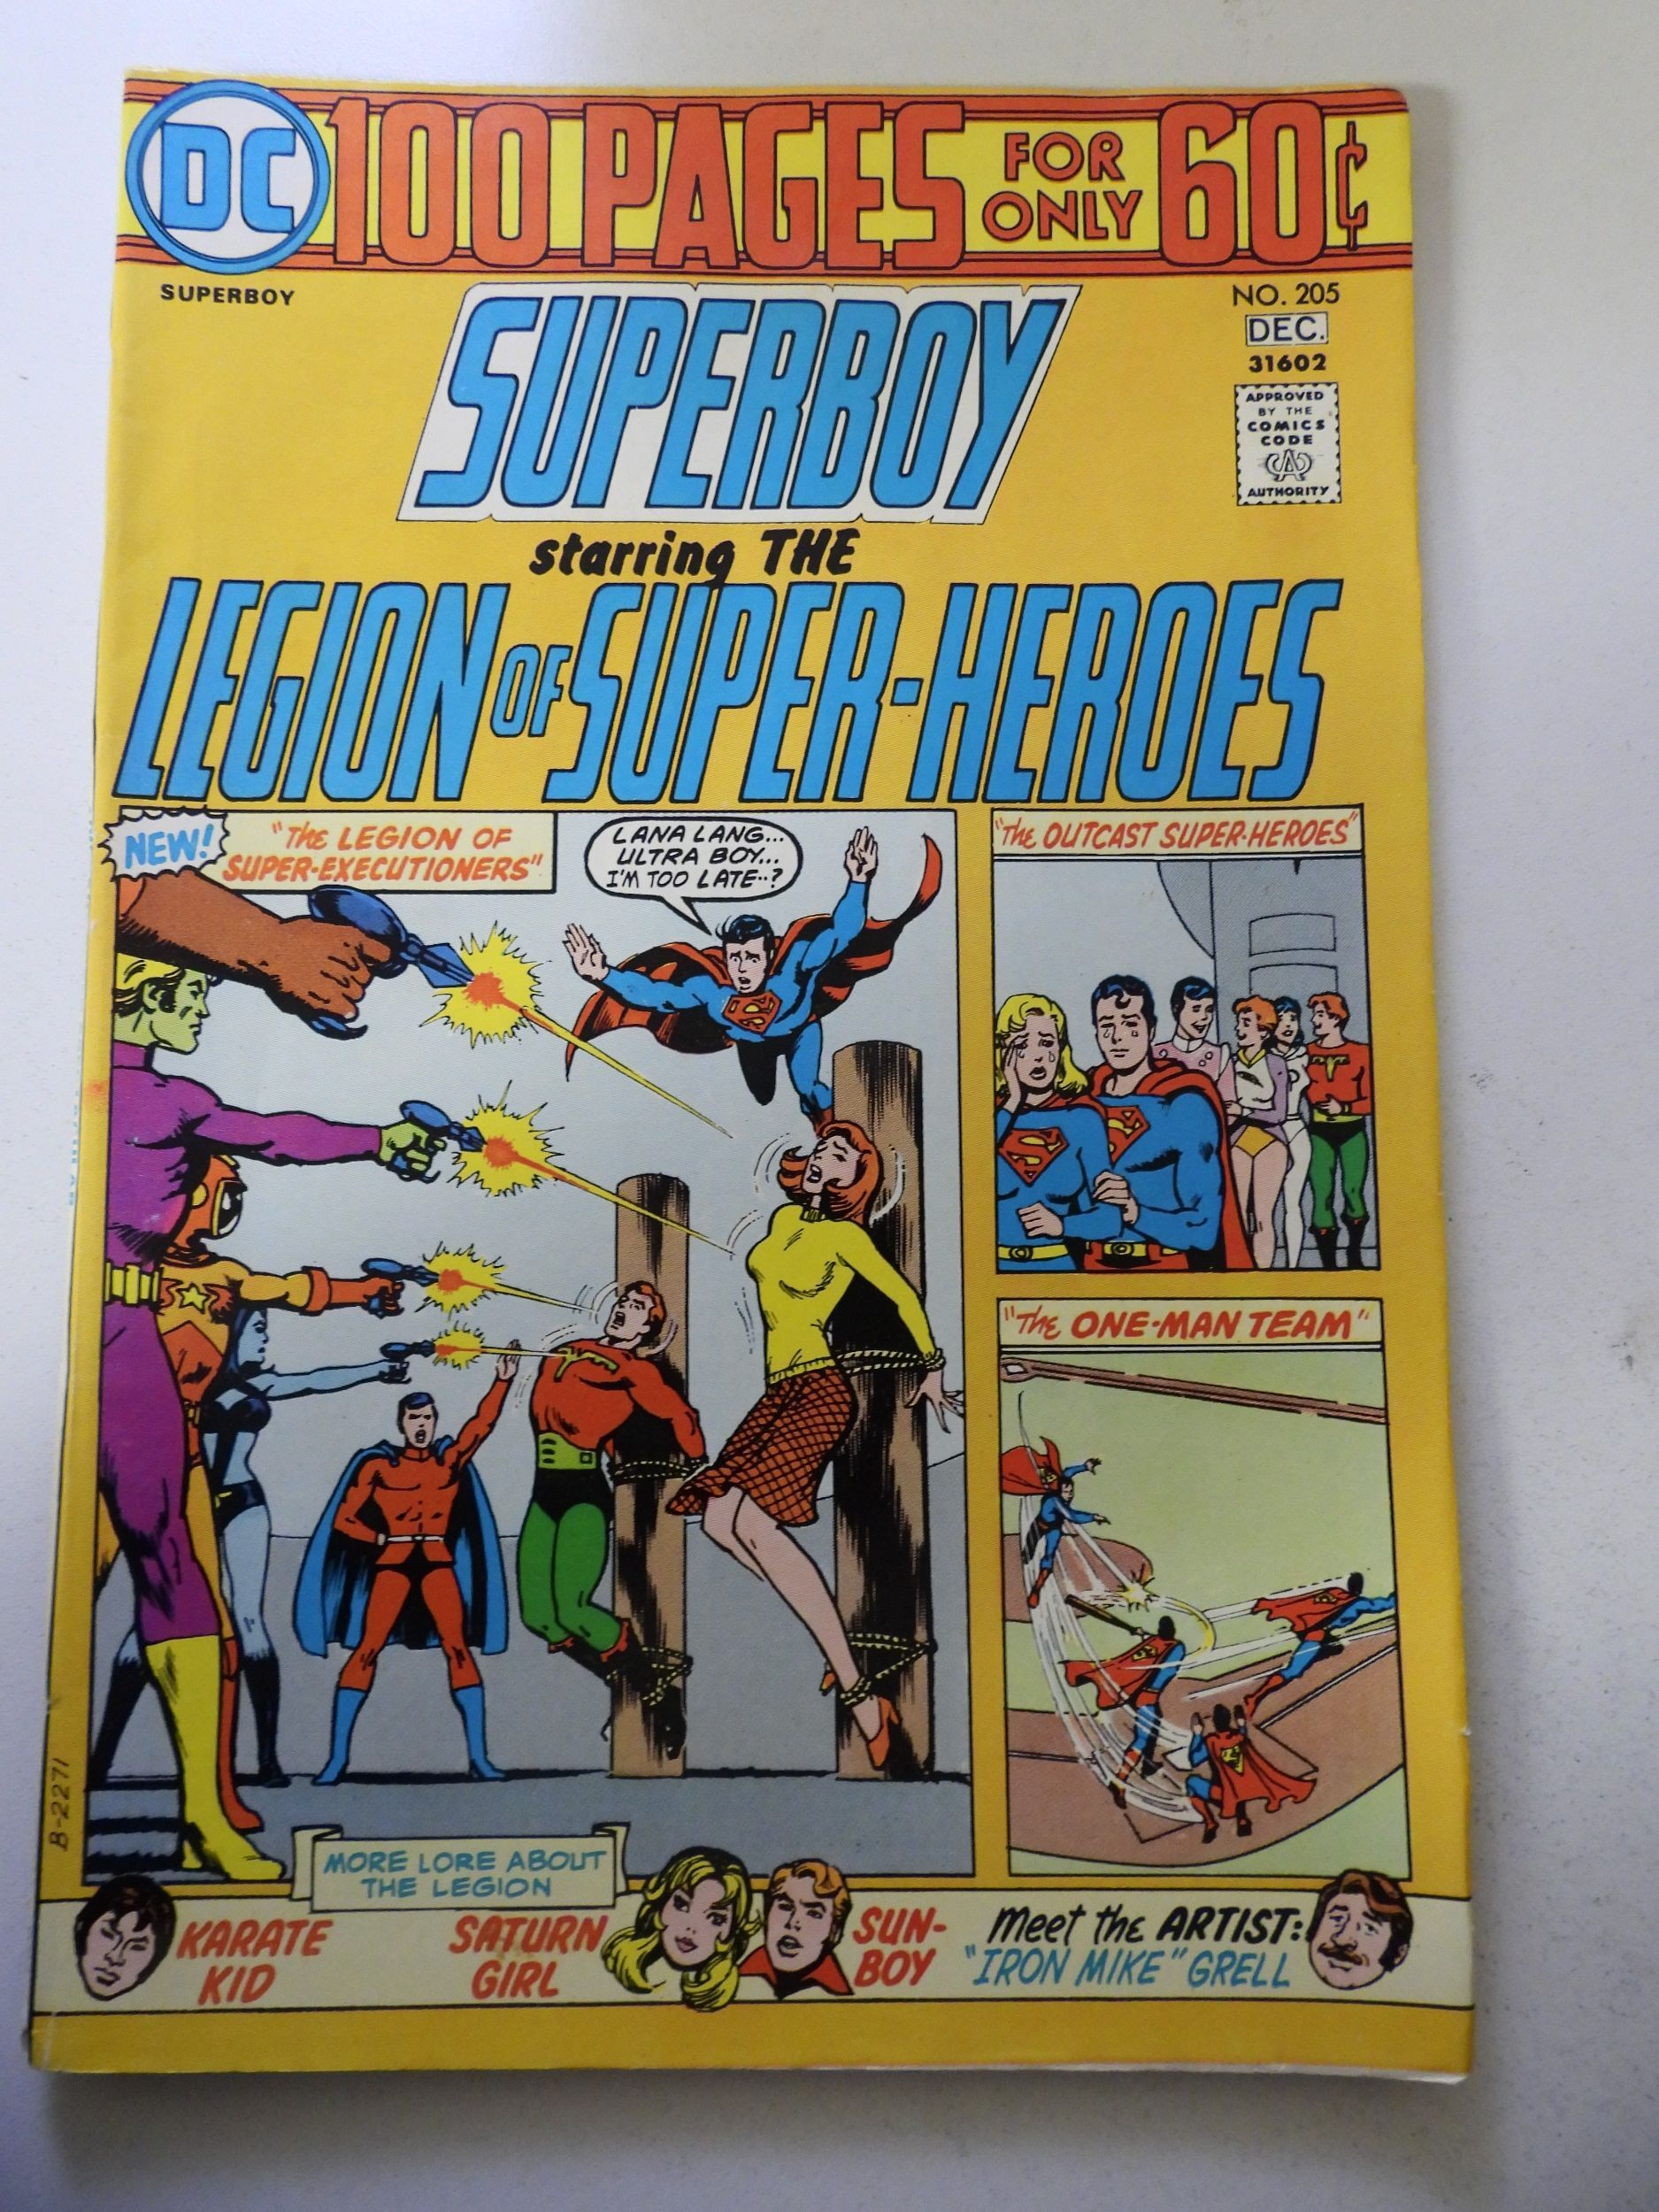 DC 100 PAGES FOR ONLY 60¢
SUPERBOY
NO. 205
DEC.
31602
APPROVED
BY THE
COMICS
CODE
CA
AUTHORITY
SUPERBOY
starring THE
LEGION OF SUPER-HEROES
NEW!
"The LEGION OF
SUPER-EXECUTIONERS"
LANA LANG...
ULTRA BOY...
I'M TOO LATE..?
"The OUTCAST SUPER-HEROES"
"The ONE-MAN TEAM"
B-2271
MORE LORE ABOUT
THE LEGION
KARATE
KID
SATURN
GIRL
SUN-
BOY
Meet the ARTIST:
"IRON MIKE" GRELL